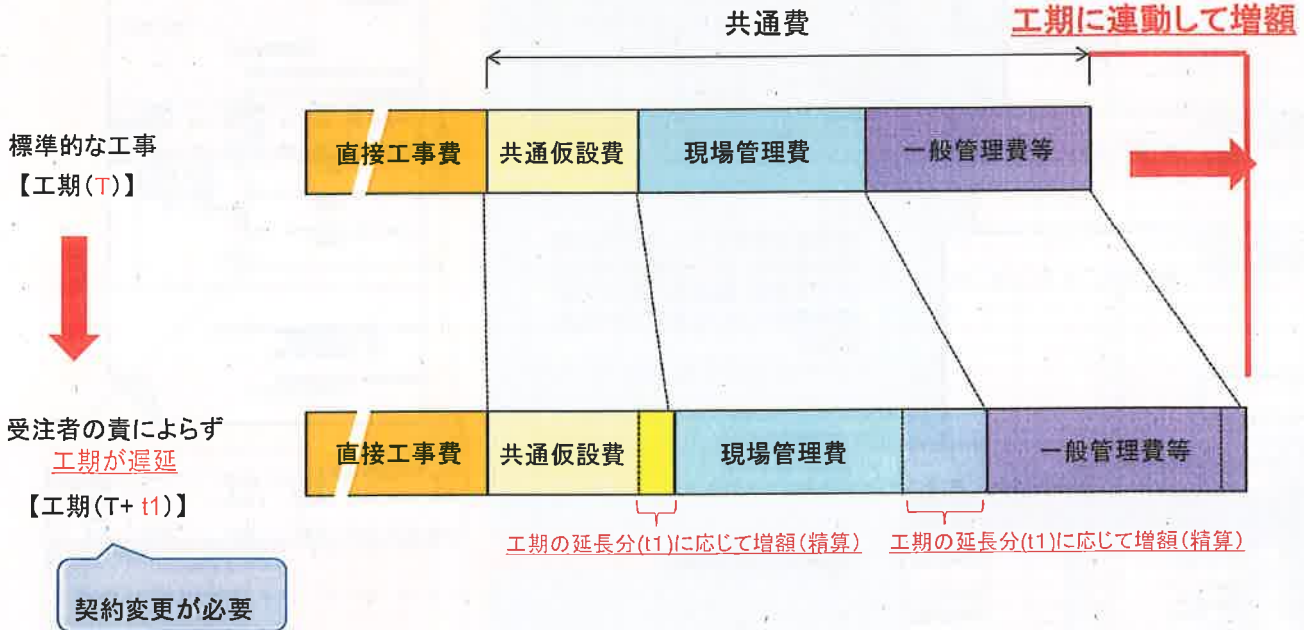 共通費
工期に連動して増額
標準的な工事
【工期(T)】
直接工事費
共通仮設費
現場管理費
一般管理費等
受注者の責によらず
工期が遅延
【工期(T+ t1)】
直接工事費
共通仮設費
現場管理費
一般管理費等
工期の延長分(t1)に応じて増額(精算)
工期の延長分(t1)に応じて増額(精算)
契約変更が必要